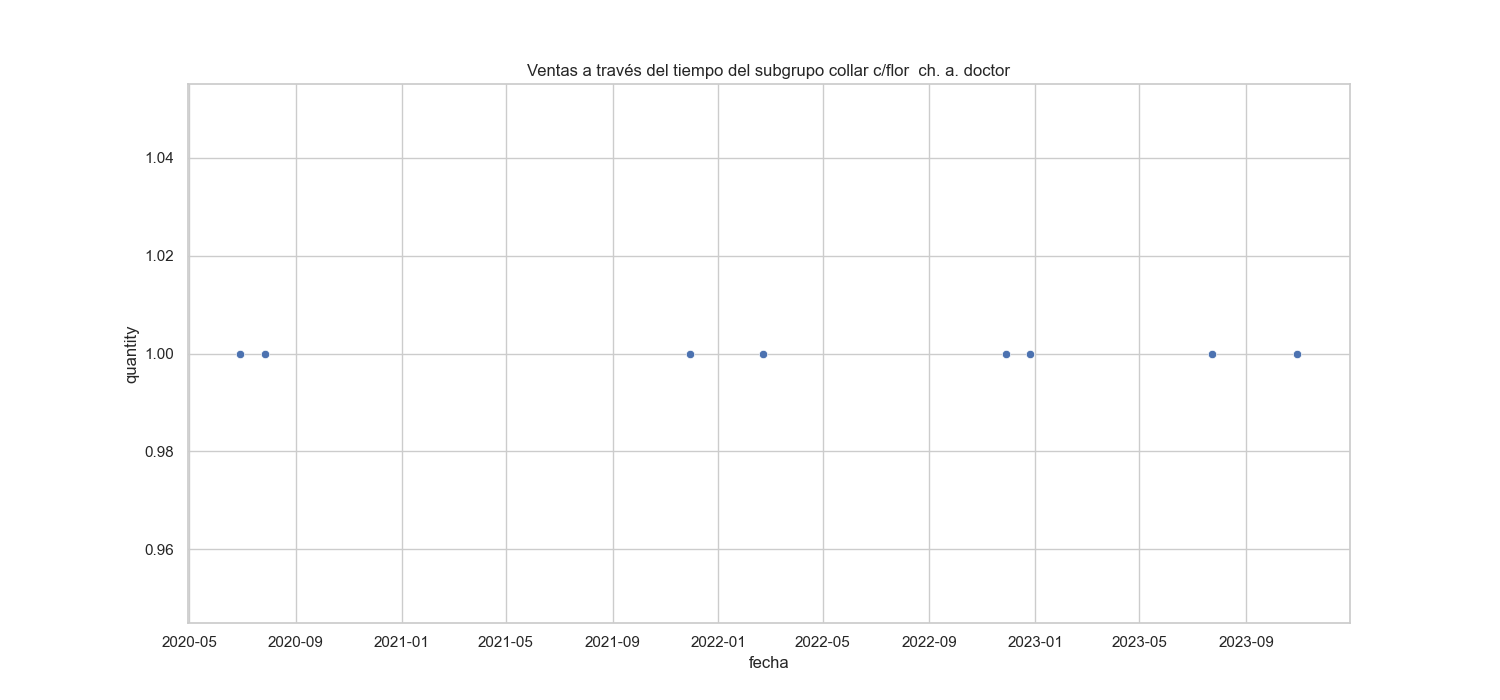 Ventas a través del tiempo del subgrupo collar c/flor  ch. a. doctor
1.04
1.02
1.00
0.98
0.96
quantity
2020-05 2020-09 2021-01 2021-05 2021-09 2022-01 2022-05 2022-09 2023-01 2023-05 2023-09
fecha